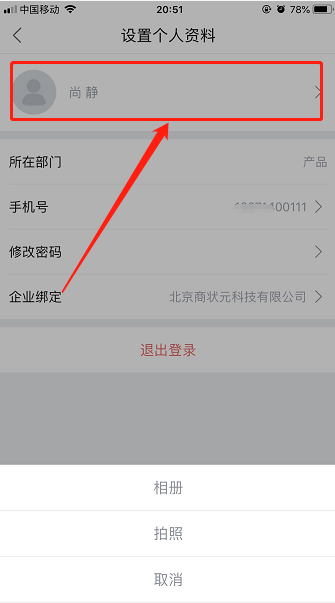 中国移动 20:51 78%
设置个人资料
尚 静
所在部门 产品
手机号 00111
修改密码
企业绑定 北京商状元科技有限公司
退出登录
相册
拍照
取消